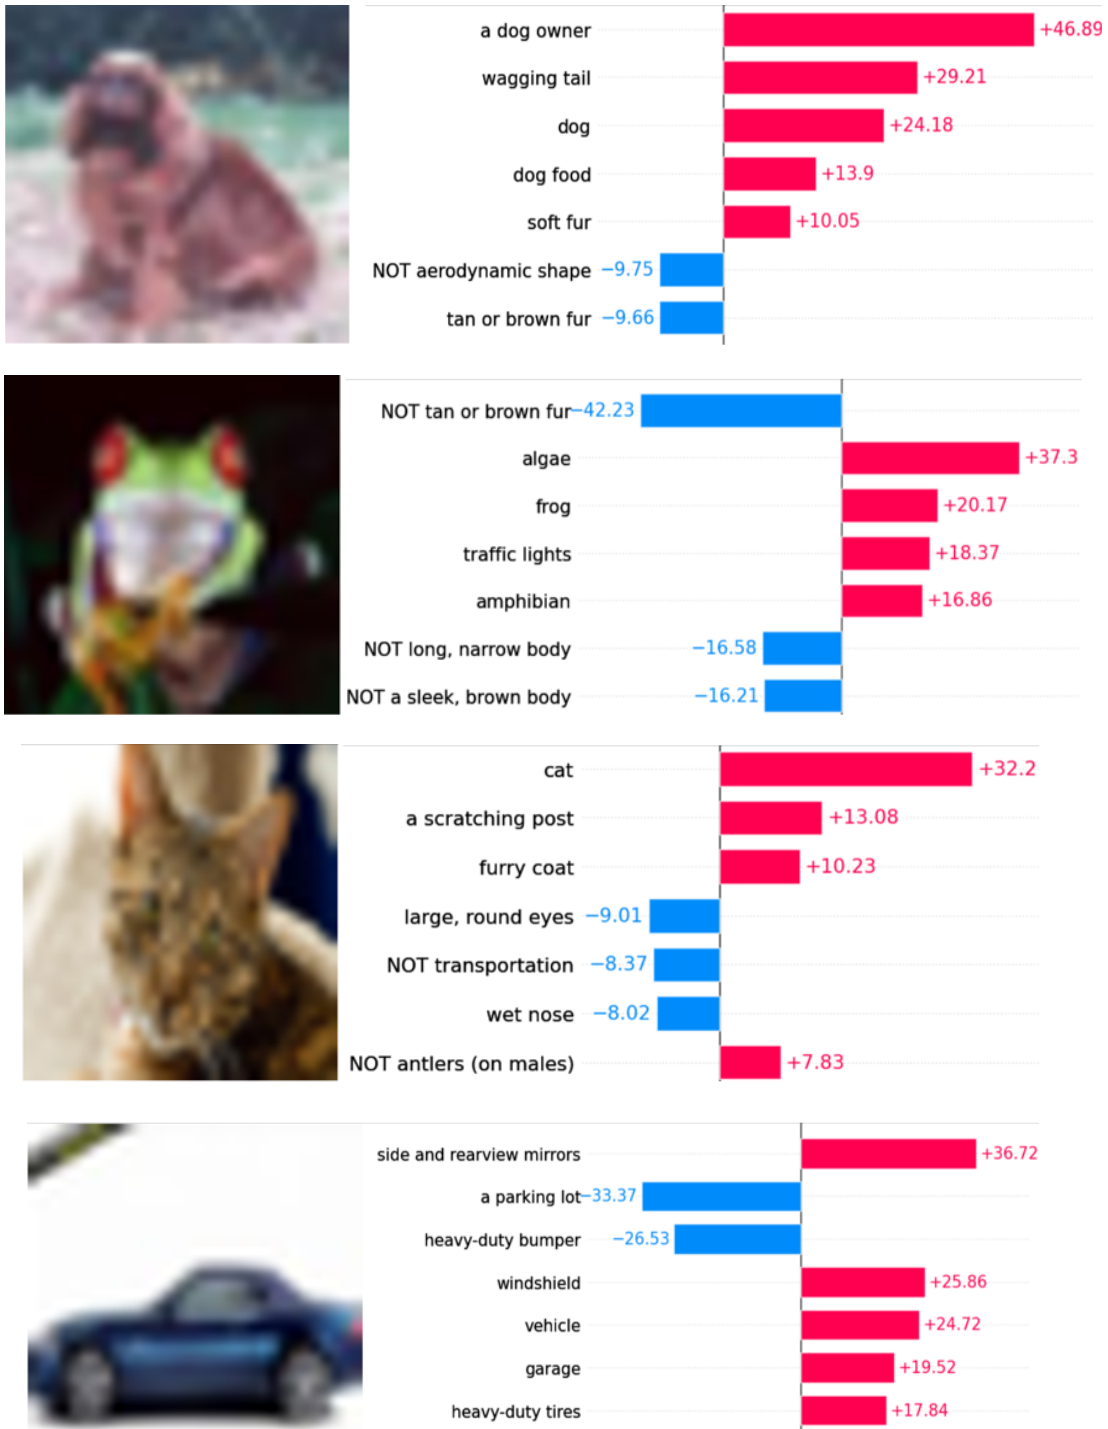 a dog owner +46.89
wagging tail +29.21
dog +24.18
dog food +13.9
soft fur +10.05
NOT aerodynamic shape −9.75
tan or brown fur −9.66
NOT tan or brown fur −42.23
algae +37.3
frog +20.17
traffic lights +18.37
amphibian +16.86
NOT long, narrow body −16.58
NOT a sleek, brown body −16.21
cat +32.2
a scratching post +13.08
furry coat +10.23
large, round eyes −9.01
NOT transportation −8.37
wet nose −8.02
NOT antlers (on males) +7.83
side and rearview mirrors +36.72
a parking lot −33.37
heavy-duty bumper −26.53
windshield +25.86
vehicle +24.72
garage +19.52
heavy-duty tires +17.84